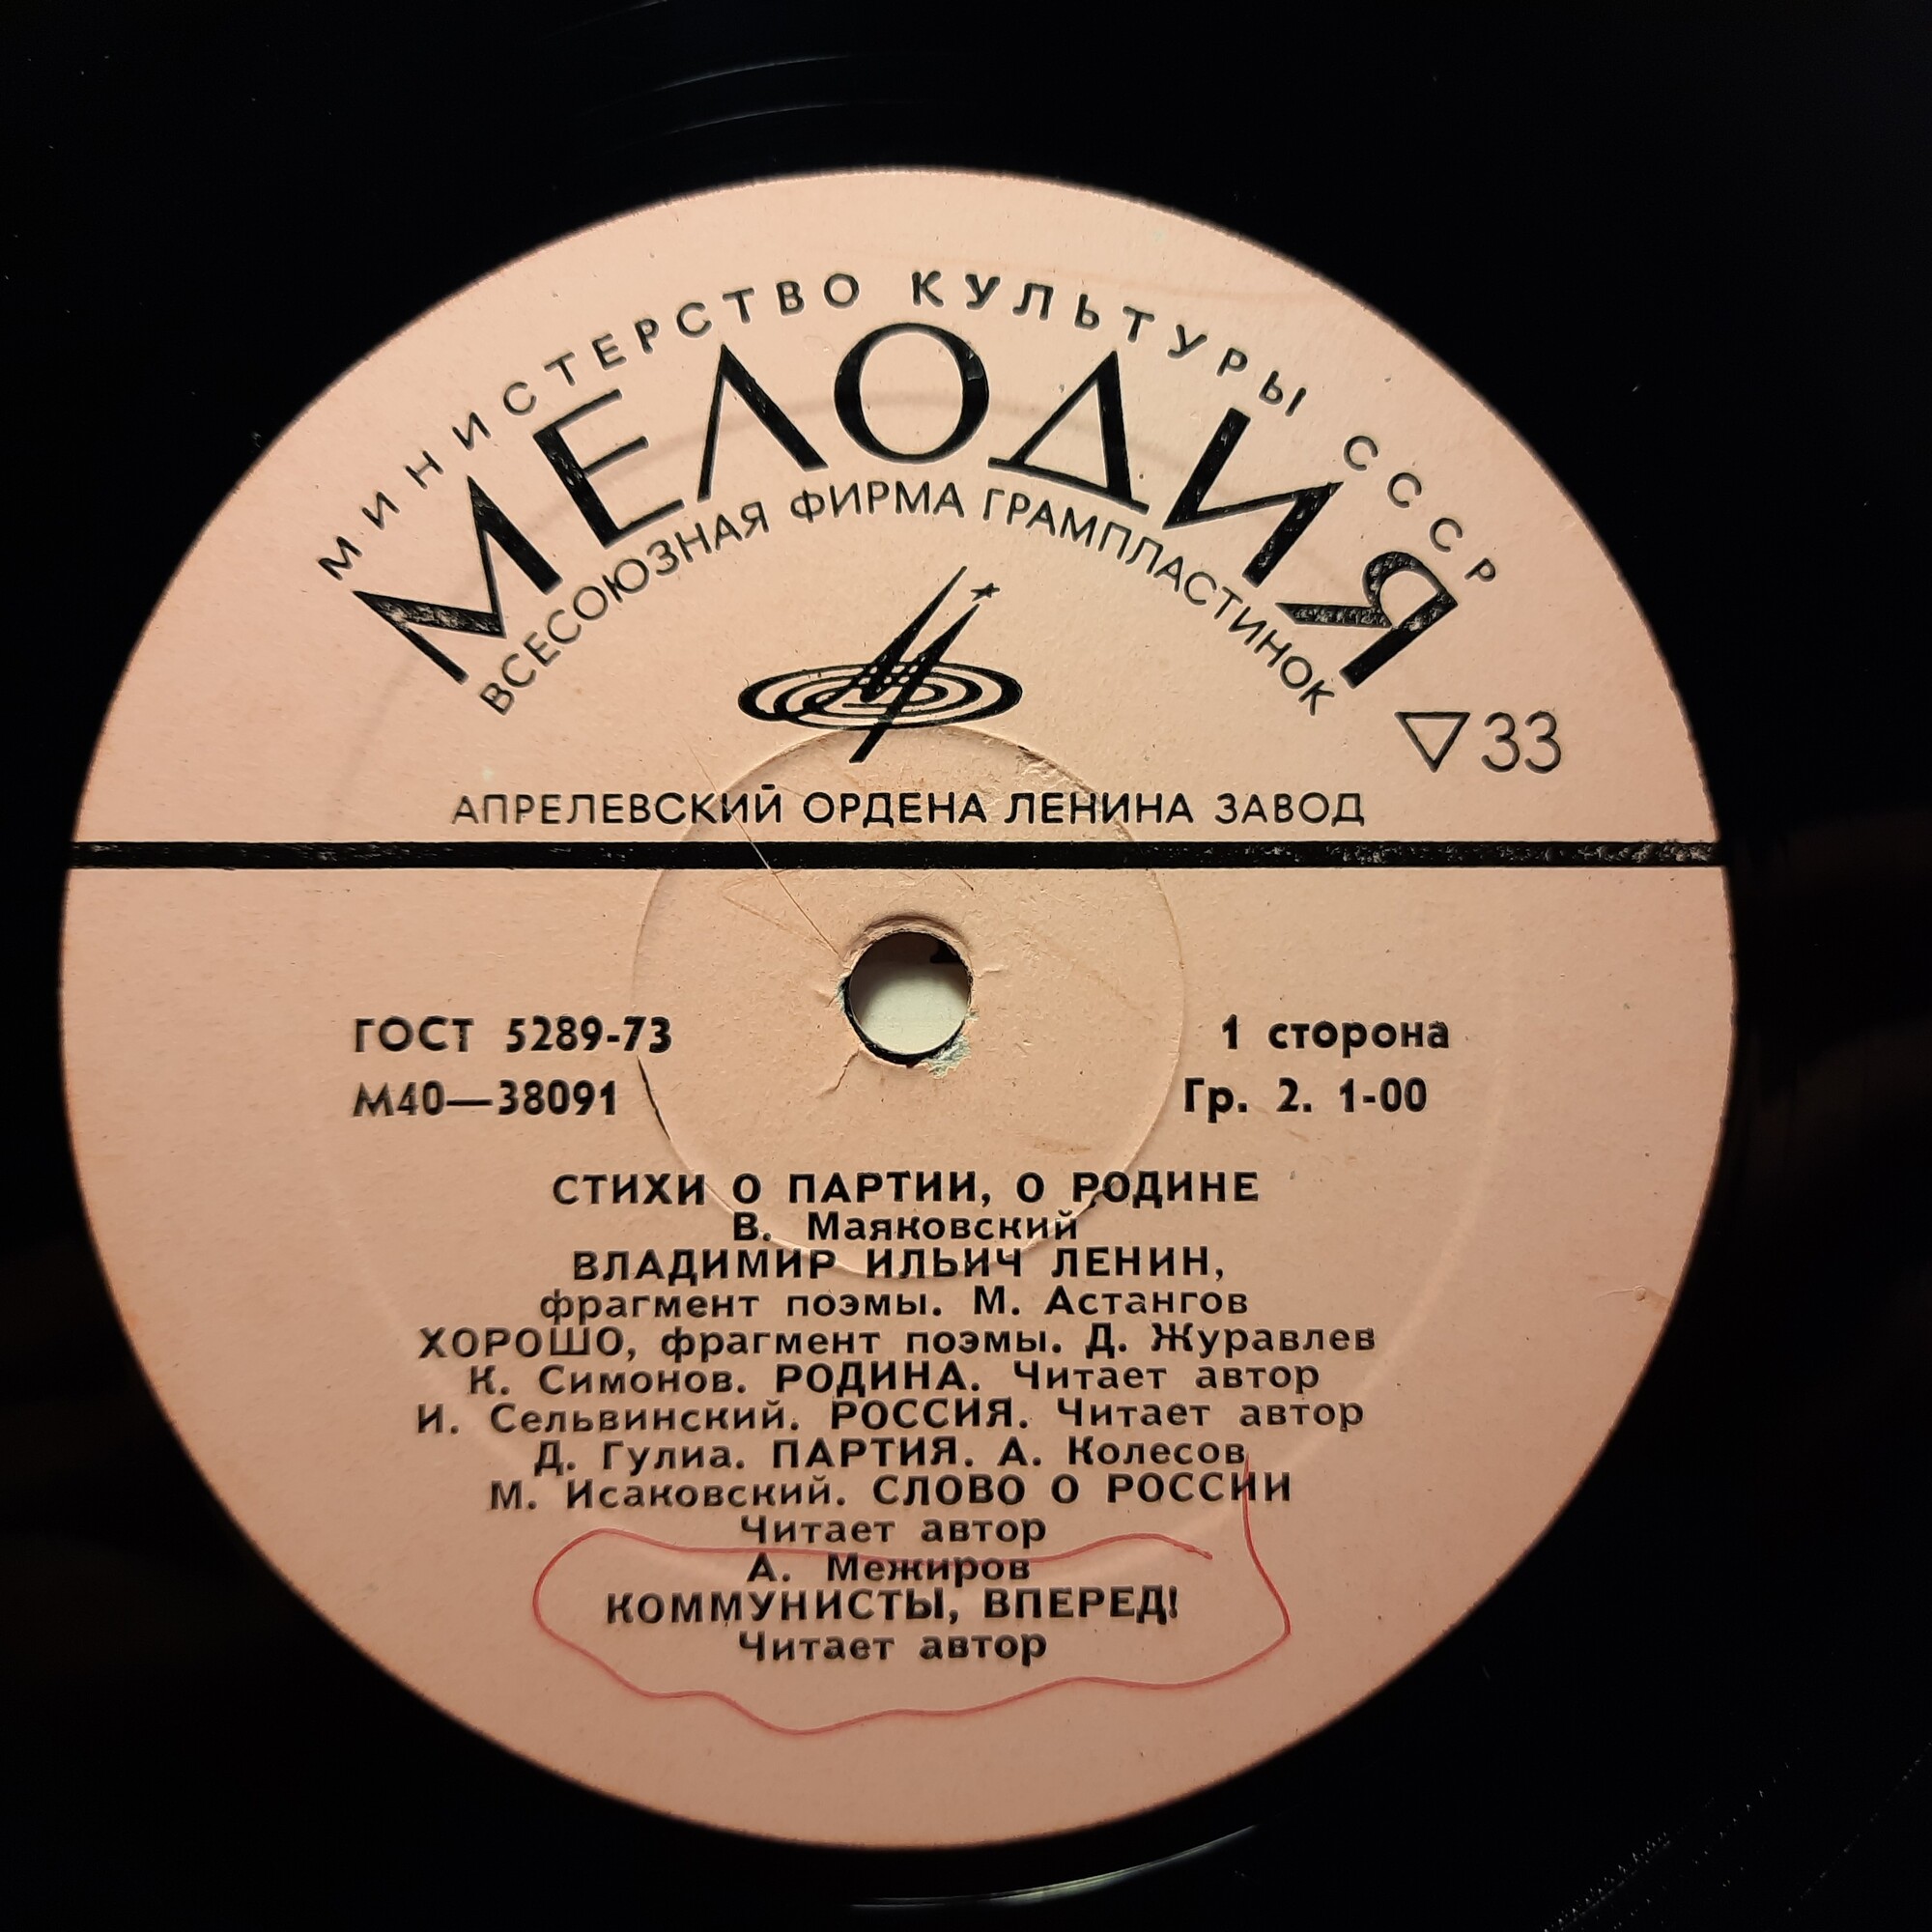 МИНИСТЕРСТВО КУЛЬТУРЫ СССР
МЕЛОДИЯ
ВСЕСОЮЗНАЯ ФИРМА ГРАМПЛАСТИНОК
33
АПРЕЛЕВСКИЙ ОРДЕНА ЛЕНИНА ЗАВОД
ГОСТ 5289-73 1 сторона
М40—38091 Гр. 2. 1-00
СТИХИ О ПАРТИИ, О РОДИНЕ
В. Маяковский
ВЛАДИМИР ИЛЬИЧ ЛЕНИН,
фрагмент поэмы. М. Астангов
ХОРОШО, фрагмент поэмы. Д. Журавлев
К. Симонов. РОДИНА. Читает автор
И. Сельвинский. РОССИЯ. Читает автор
Д. Гулиа. ПАРТИЯ. А. Колесов
М. Исаковский. СЛОВО О РОССИИ
Читает автор
А. Межиров
КОММУНИСТЫ, ВПЕРЕД!
Читает автор